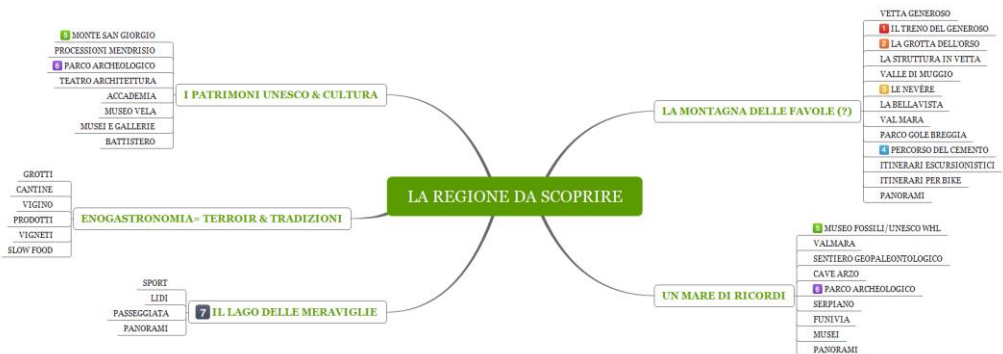 LA REGIONE DA SCOPRIRE
I PATRIMONI UNESCO & CULTURA
5 MONTE SAN GIORGIO
PROCESSIONI MENDRISIO
6 PARCO ARCHEOLOGICO
TEATRO ARCHITETTURA
ACCADEMIA
MUSEO VELA
MUSEI E GALLERIE
BATTISTERO
ENOGASTRONOMIA= TERROIR & TRADIZIONI
GROTTI
CANTINE
VIGINO
PRODOTTI
VIGNETI
SLOW FOOD
7 IL LAGO DELLE MERAVIGLIE
SPORT
LIDI
PASSEGGIATA
PANORAMI
LA MONTAGNA DELLE FAVOLE (?)
VETTA GENEROSO
1 IL TRENO DEL GENEROSO
2 LA GROTTA DELL'ORSO
LA STRUTTURA IN VETTA
VALLE DI MUGGIO
3 LE NEVÈRE
LA BELLAVISTA
VAL MARA
PARCO GOLE BREGGIA
4 PERCORSO DEL CEMENTO
ITINERARI ESCURSIONISTICI
ITINERARI PER BIKE
PANORAMI
UN MARE DI RICORDI
5 MUSEO FOSSILI/UNESCO WHL
VALMARA
SENTIERO GEOPALEONTOLOGICO
CAVE ARZO
6 PARCO ARCHEOLOGICO
SERPIANO
FUNIVIA
MUSEI
PANORAMI